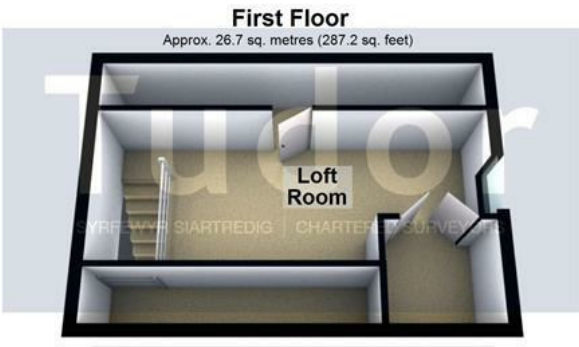 First Floor
Approx. 26.7 sq. metres (287.2 sq. feet)
Tudor
Loft
Room
SYRFEWYR SIARTREDIG | CHARTERED SURVEYORS